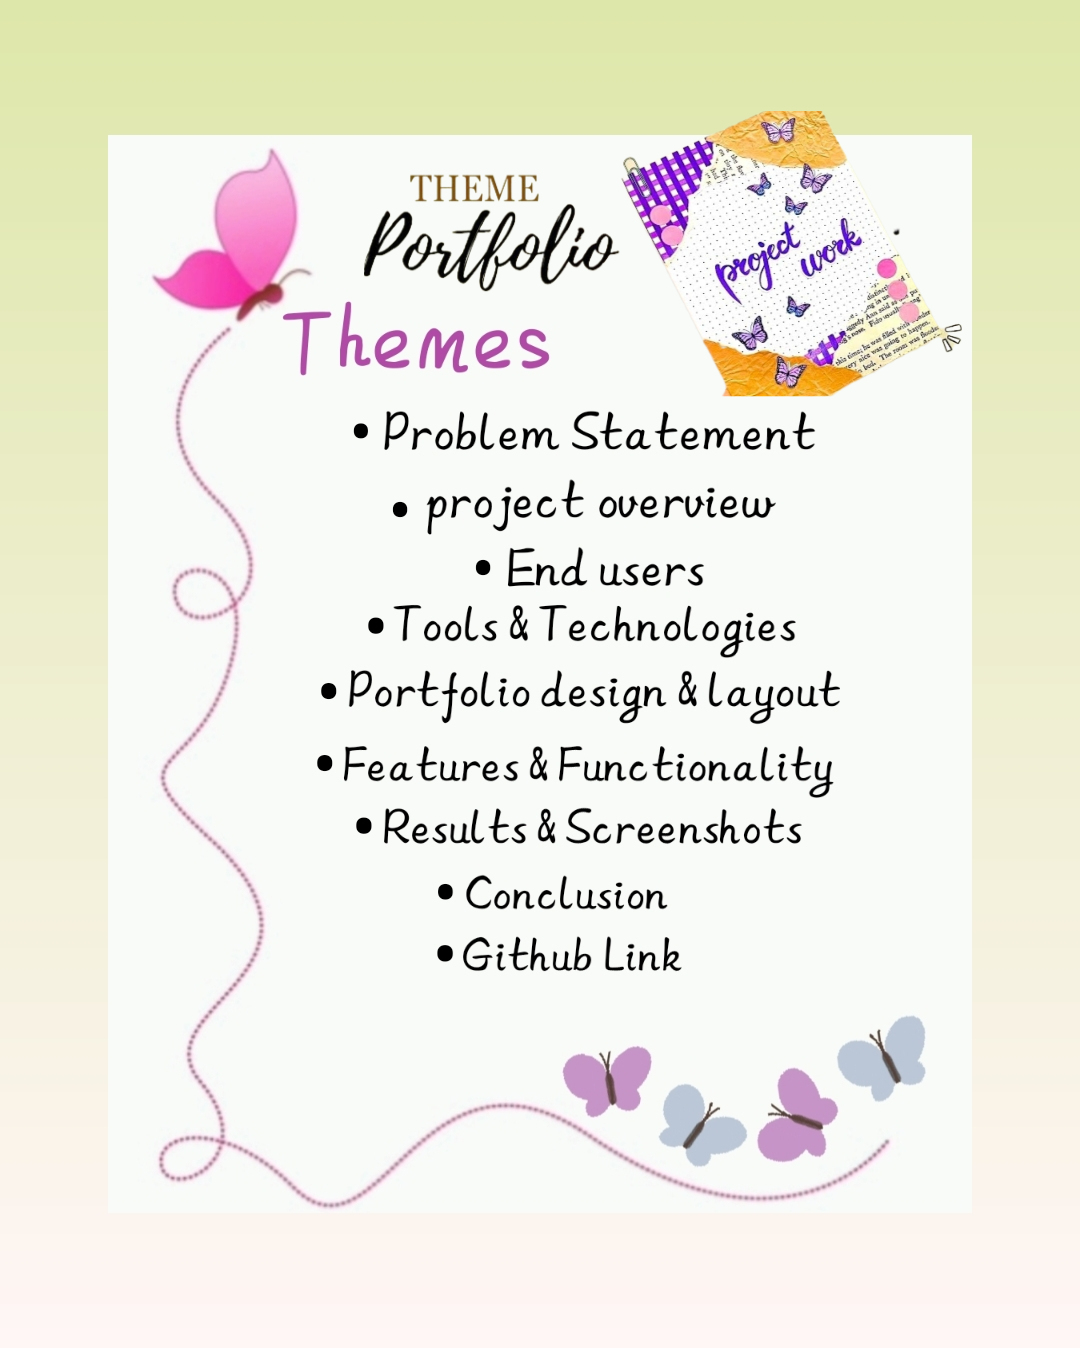 THEME
Portfolio
project work
Themes
• Problem Statement
• project overview
• End users
• Tools & Technologies
• Portfolio design & layout
• Features & Functionality
• Results & Screenshots
• Conclusion
• Github Link